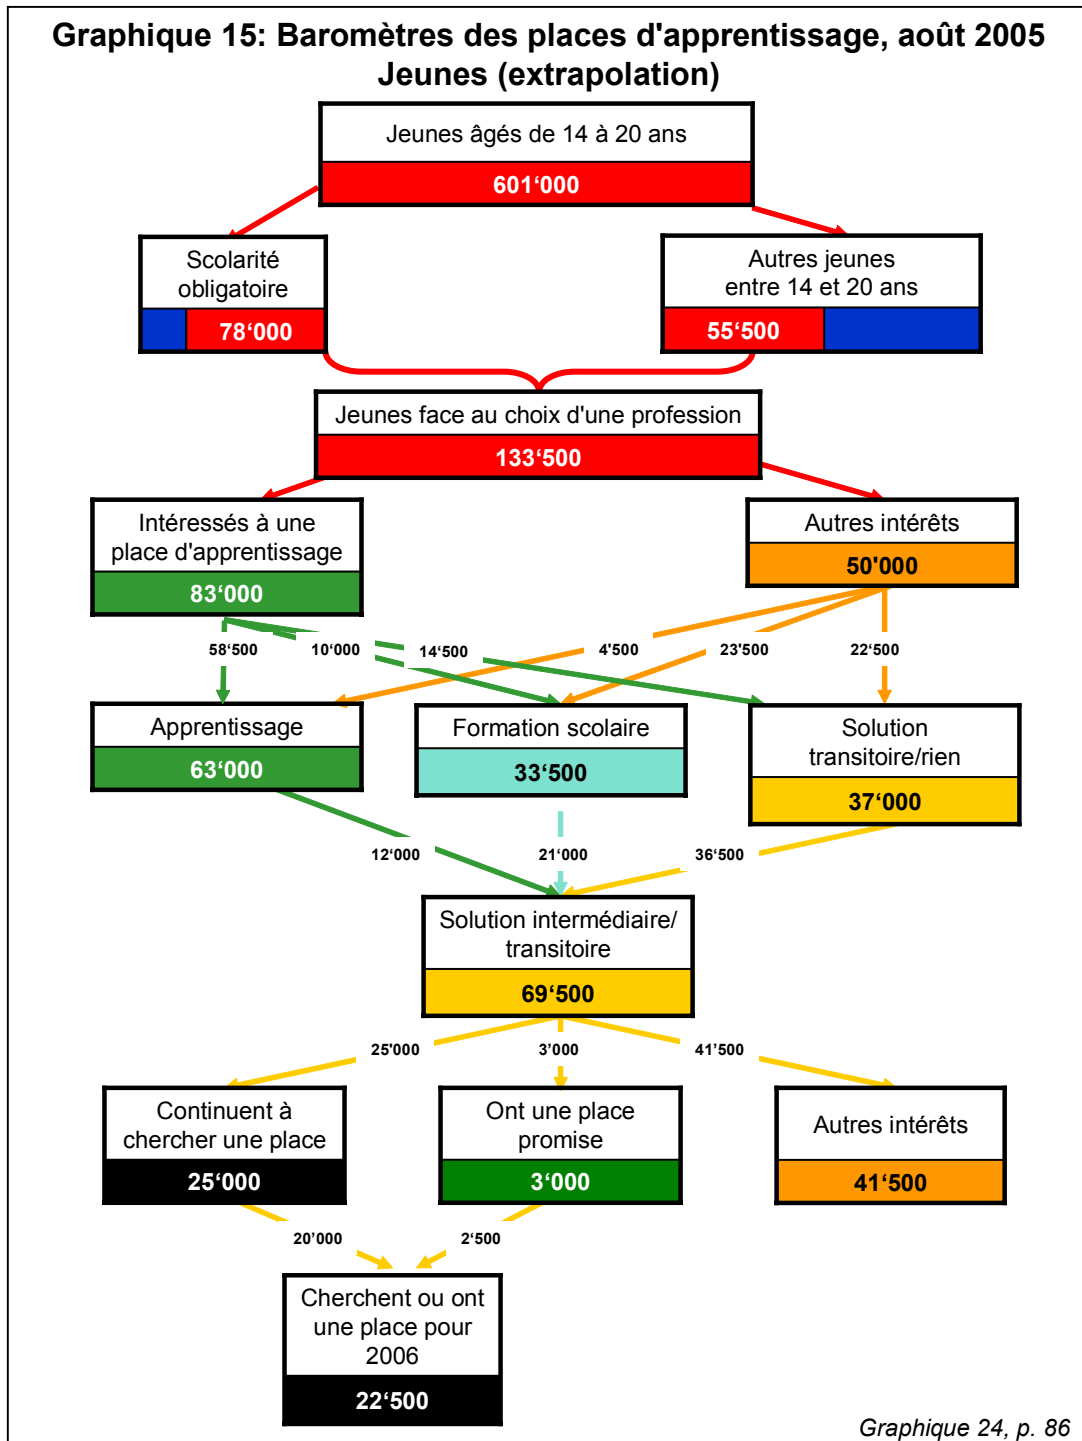 Graphique 15: Baromètres des places d'apprentissage, août 2005
Jeunes (extrapolation)
Jeunes âgés de 14 à 20 ans
601‘000
Scolarité
obligatoire
78‘000
Autres jeunes
entre 14 et 20 ans
55‘500
Jeunes face au choix d'une profession
133‘500
Intéressés à une
place d'apprentissage
83‘000
Autres intérêts
50'000
58‘500
10‘000
14‘500
4'500
23'500
22‘500
Apprentissage
63‘000
Formation scolaire
33‘500
Solution
transitoire/rien
37‘000
12‘000
21‘000
36‘500
Solution intermédiaire/
transitoire
69‘500
25'000
3’000
41’500
Continuent à
chercher une place
25‘000
Ont une place
promise
3‘000
Autres intérêts
41‘500
20’000
2‘500
Cherchent ou ont
une place pour
2006
22‘500
Graphique 24, p. 86